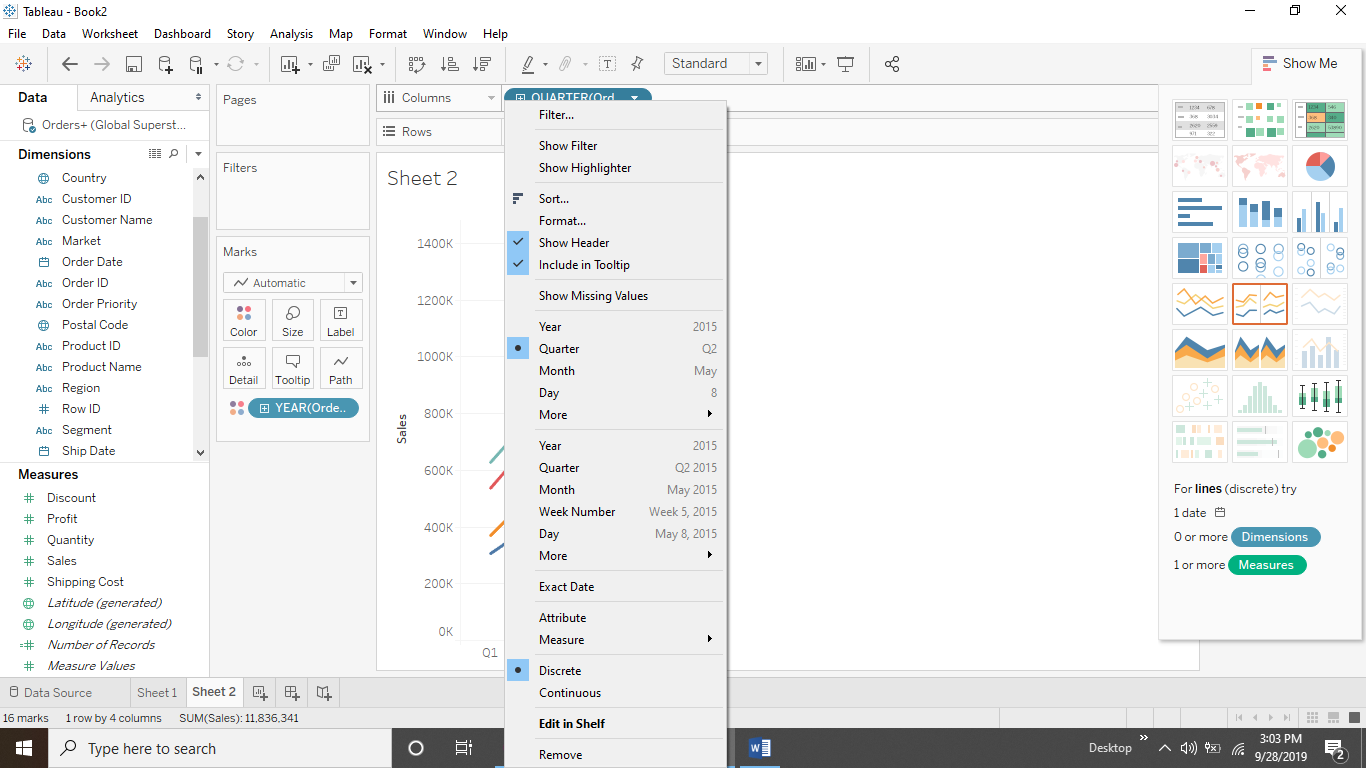 Tableau - Book2
File Data Worksheet Dashboard Story Analysis Map Format Window Help
Standard
Show Me
Data Analytics
Orders+ (Global Superst...
Dimensions
Country
Customer ID
Customer Name
Market
Order Date
Order ID
Order Priority
Postal Code
Product ID
Product Name
Region
Row ID
Segment
Ship Date
Measures
Discount
Profit
Quantity
Sales
Shipping Cost
Latitude (generated)
Longitude (generated)
Number of Records
Measure Values
Pages
Filters
Marks
Automatic
Color Size Label
Detail Tooltip Path
YEAR(Orde..
Columns
QUARTER(Ord..
Rows
Sheet 2
1400K
1200K
1000K
800K
600K
400K
200K
0K
Sales
Q1
Filter...
Show Filter
Show Highlighter
Sort...
Format...
Show Header
Include in Tooltip
Show Missing Values
Year 2015
Quarter Q2
Month May
Day 8
More
Year 2015
Quarter Q2 2015
Month May 2015
Week Number Week 5, 2015
Day May 8, 2015
More
Exact Date
Attribute
Measure
Discrete
Continuous
Edit in Shelf
Remove
For lines (discrete) try
1 date
0 or more Dimensions
1 or more Measures
Data Source Sheet 1 Sheet 2
16 marks 1 row by 4 columns SUM(Sales): 11,836,341
Type here to search
Desktop
3:03 PM
9/28/2019
2